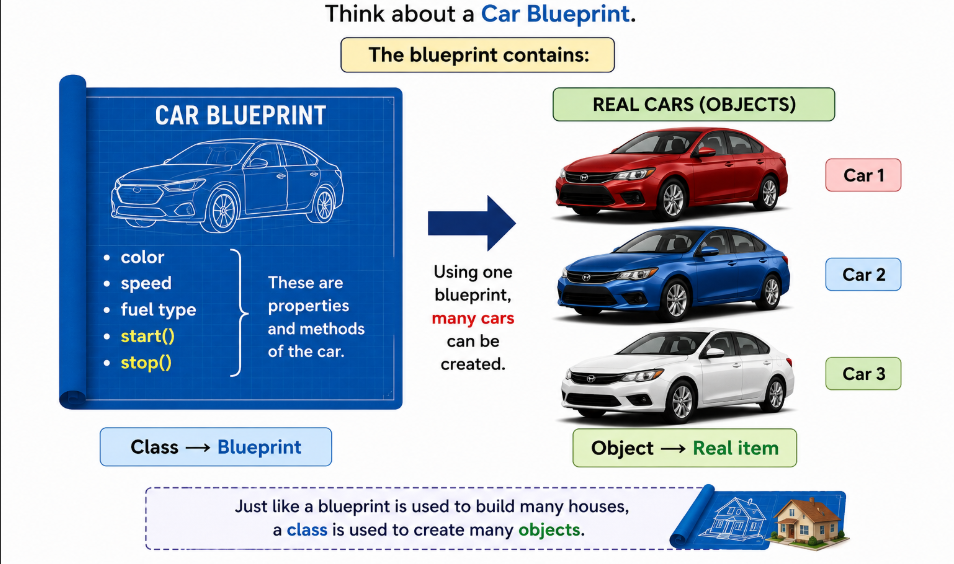 Think about a Car Blueprint.
The blueprint contains:
CAR BLUEPRINT
• color
• speed
• fuel type
• start()
• stop()
These are
properties
and methods
of the car.
Class → Blueprint
Using one
blueprint,
many cars
can be
created.
REAL CARS (OBJECTS)
Car 1
Car 2
Car 3
Object → Real item
Just like a blueprint is used to build many houses,
a class is used to create many objects.